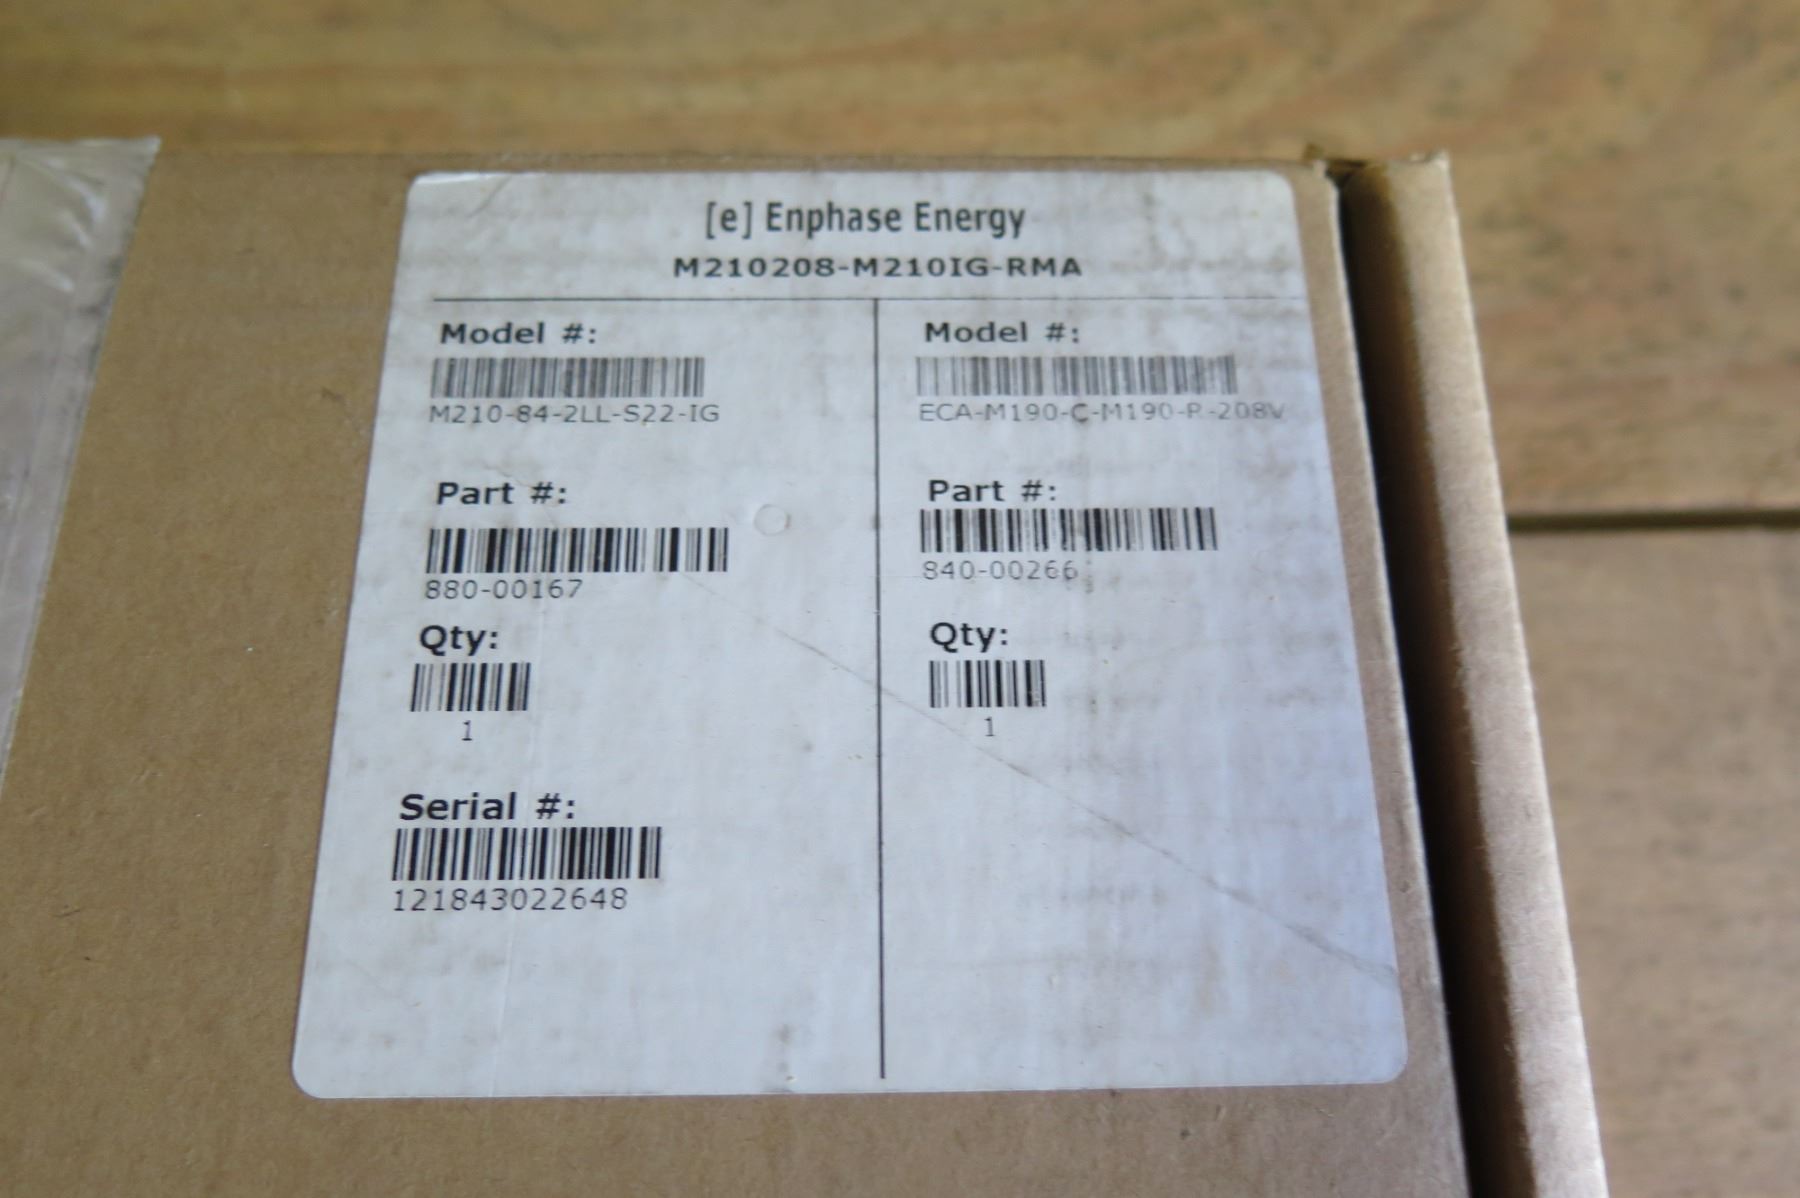 [e] Enphase Energy
M210208-M210IG-RMA
Model #:
M210-84-2LL-S22-IG
Part #:
880-00167
Qty:
1
Serial #:
121843022648
Model #:
ECA-M190-C-M190-R-208V
Part #:
840-00266
Qty:
1